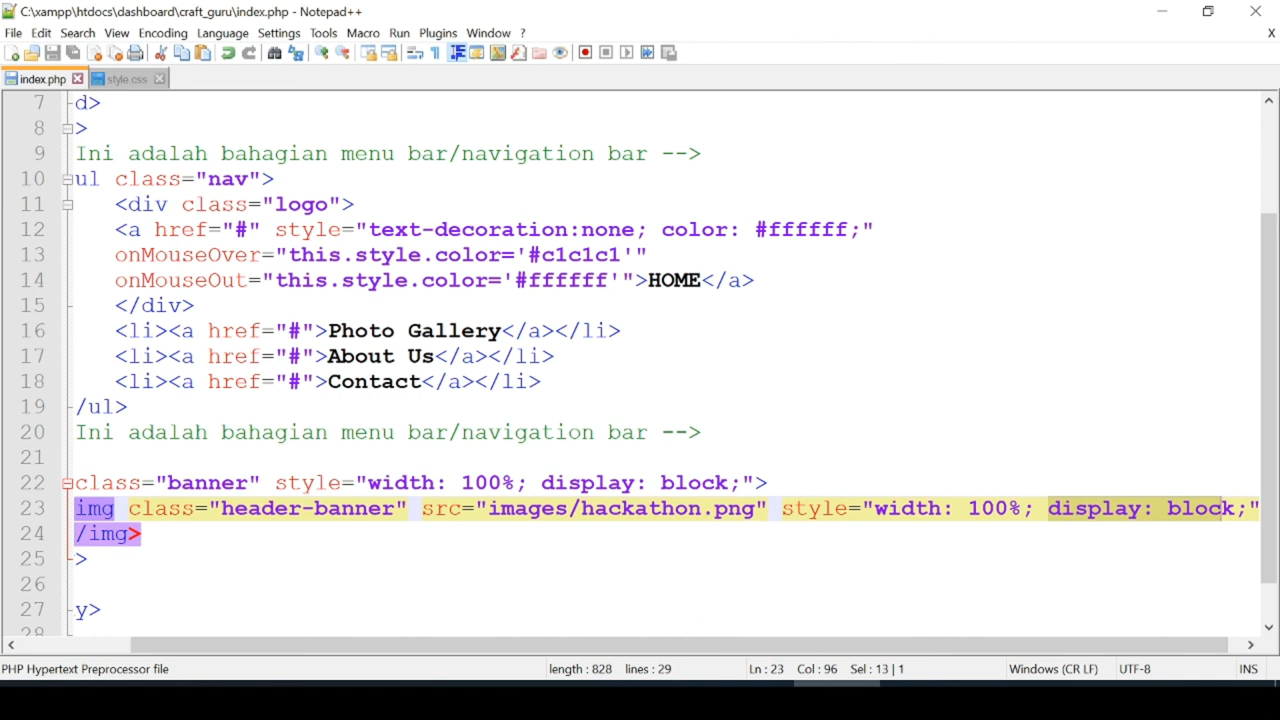 C:\xampp\htdocs\dashboard\craft_guru\index.php - Notepad++
File Edit Search View Encoding Language Settings Tools Macro Run Plugins Window ? X
index.php style.css
7 d>
8 >
9 Ini adalah bahagian menu bar/navigation bar -->
10 ul class="nav">
11 <div class="logo">
12 <a href="#" style="text-decoration:none; color: #ffffff;"
13 onMouseOver="this.style.color='#c1c1c1'"
14 onMouseOut="this.style.color='#ffffff'">HOME</a>
15 </div>
16 <li><a href="#">Photo Gallery</a></li>
17 <li><a href="#">About Us</a></li>
18 <li><a href="#">Contact</a></li>
19 /ul>
20 Ini adalah bahagian menu bar/navigation bar -->
21
22 class="banner" style="width: 100%; display: block;">
23 img class="header-banner" src="images/hackathon.png" style="width: 100%; display: block;"
24 /img>
25 >
26
27 y>
28
PHP Hypertext Preprocessor file length : 828 lines : 29 Ln : 23 Col : 96 Sel : 13 | 1 Windows (CR LF) UTF-8 INS